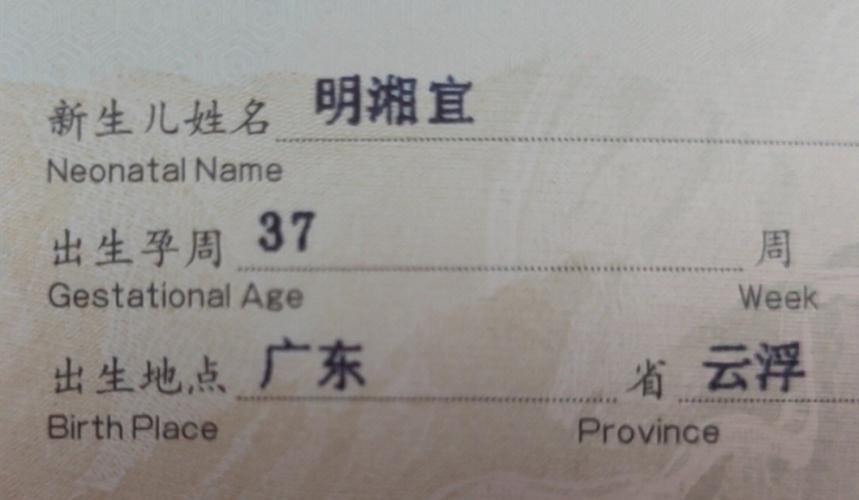 新生儿姓名 明湘宜
Neonatal Name
出生孕周 37 周
Gestational Age Week
出生地点 广东 省 云浮
Birth Place Province